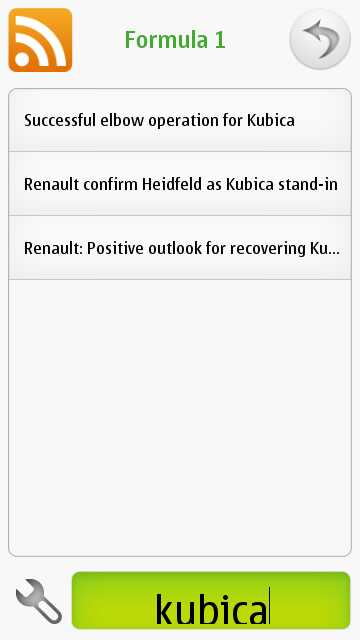 Formula 1
Successful elbow operation for Kubica
Renault confirm Heidfeld as Kubica stand-in
Renault: Positive outlook for recovering Ku...
kubica